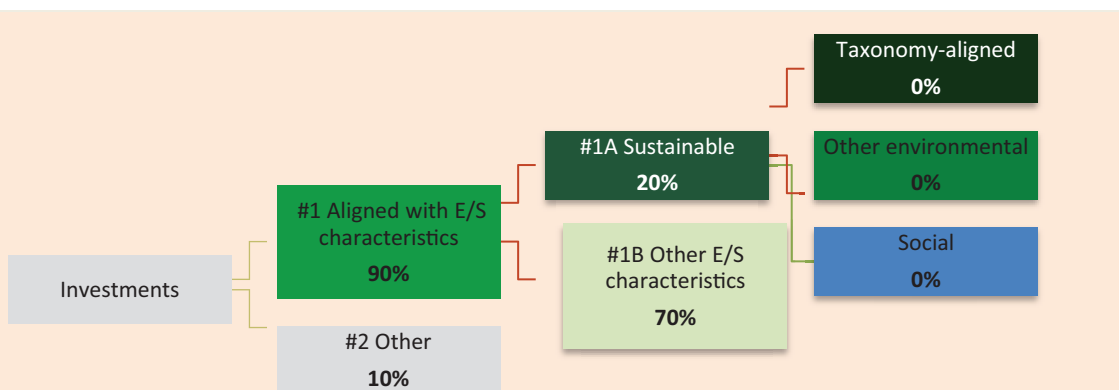 Investments
#1 Aligned with E/S
characteristics
90%
#2 Other
10%
#1A Sustainable
20%
#1B Other E/S
characteristics
70%
Taxonomy-aligned
0%
Other environmental
0%
Social
0%